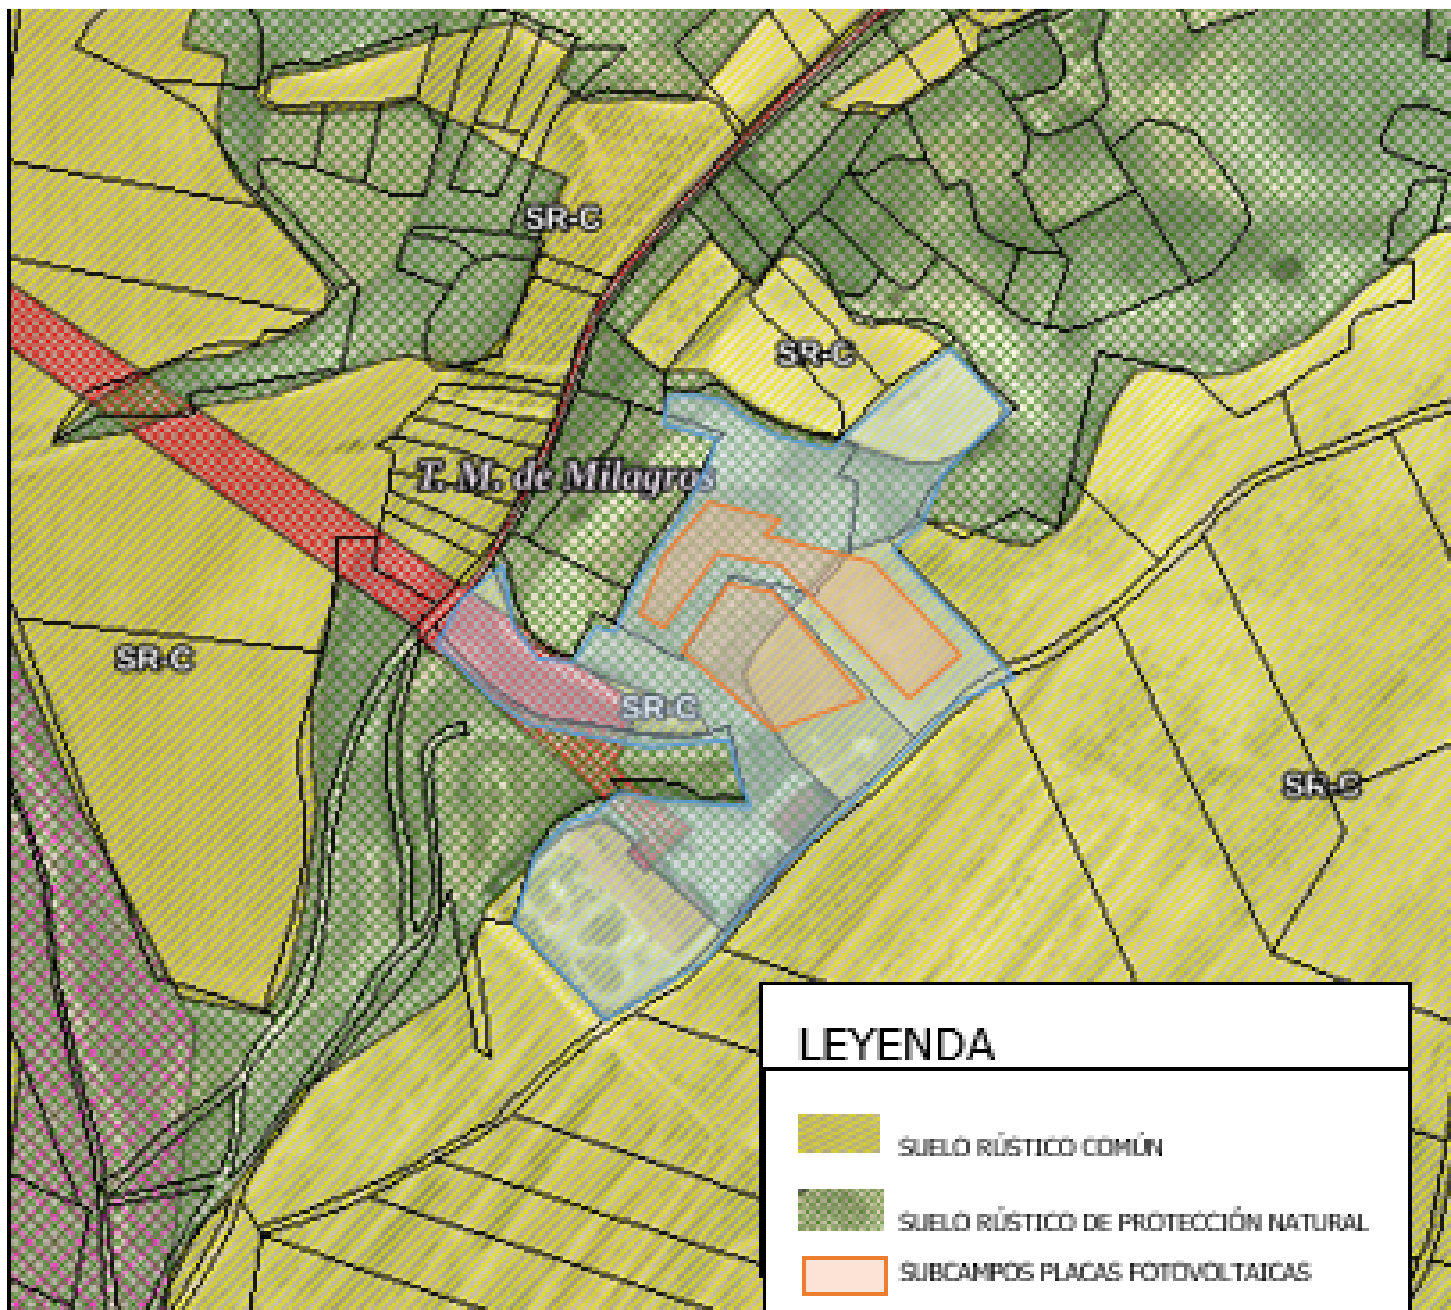 SR-C
SR-C
T. M. de Milagros
SR-C
SR-C
SR-C
LEYENDA
SUELO RÚSTICO COMÚN
SUELO RÚSTICO DE PROTECCIÓN NATURAL
SUBCAMPOS PLACAS FOTOVOLTAICAS